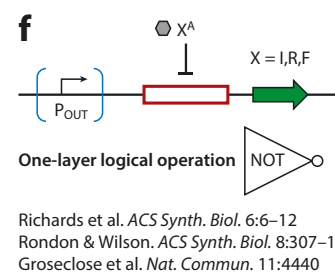 f
Xᴬ
X = I,R,F
P_OUT
One-layer logical operation NOT
Richards et al. ACS Synth. Biol. 6:6–12
Rondon & Wilson. ACS Synth. Biol. 8:307–1
Groseclose et al. Nat. Commun. 11:4440